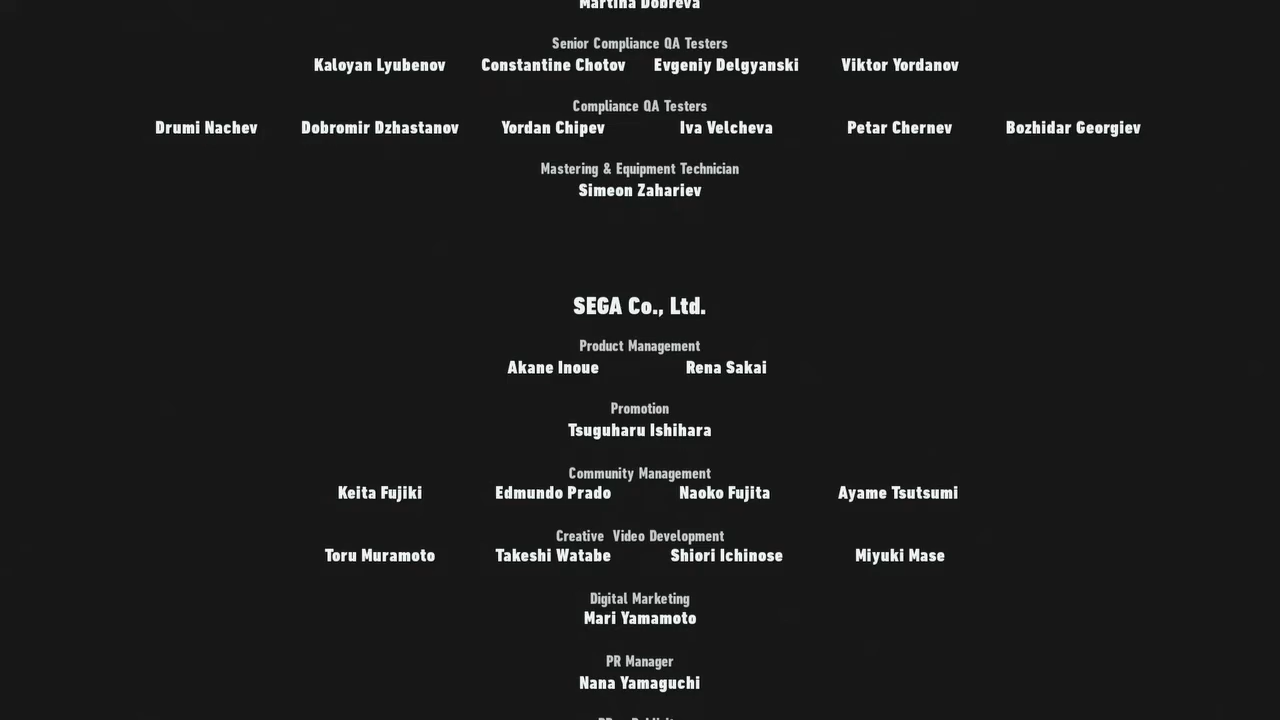 Martina Dobreva
Senior Compliance QA Testers
Kaloyan Lyubenov Constantine Chotov Evgeniy Delgyanski Viktor Yordanov
Compliance QA Testers
Drumi Nachev Dobromir Dzhastanov Yordan Chipev Iva Velcheva Petar Chernev Bozhidar Georgiev
Mastering & Equipment Technician
Simeon Zahariev
SEGA Co., Ltd.
Product Management
Akane Inoue Rena Sakai
Promotion
Tsuguharu Ishihara
Community Management
Keita Fujiki Edmundo Prado Naoko Fujita Ayame Tsutsumi
Creative  Video Development
Toru Muramoto Takeshi Watabe Shiori Ichinose Miyuki Mase
Digital Marketing
Mari Yamamoto
PR Manager
Nana Yamaguchi